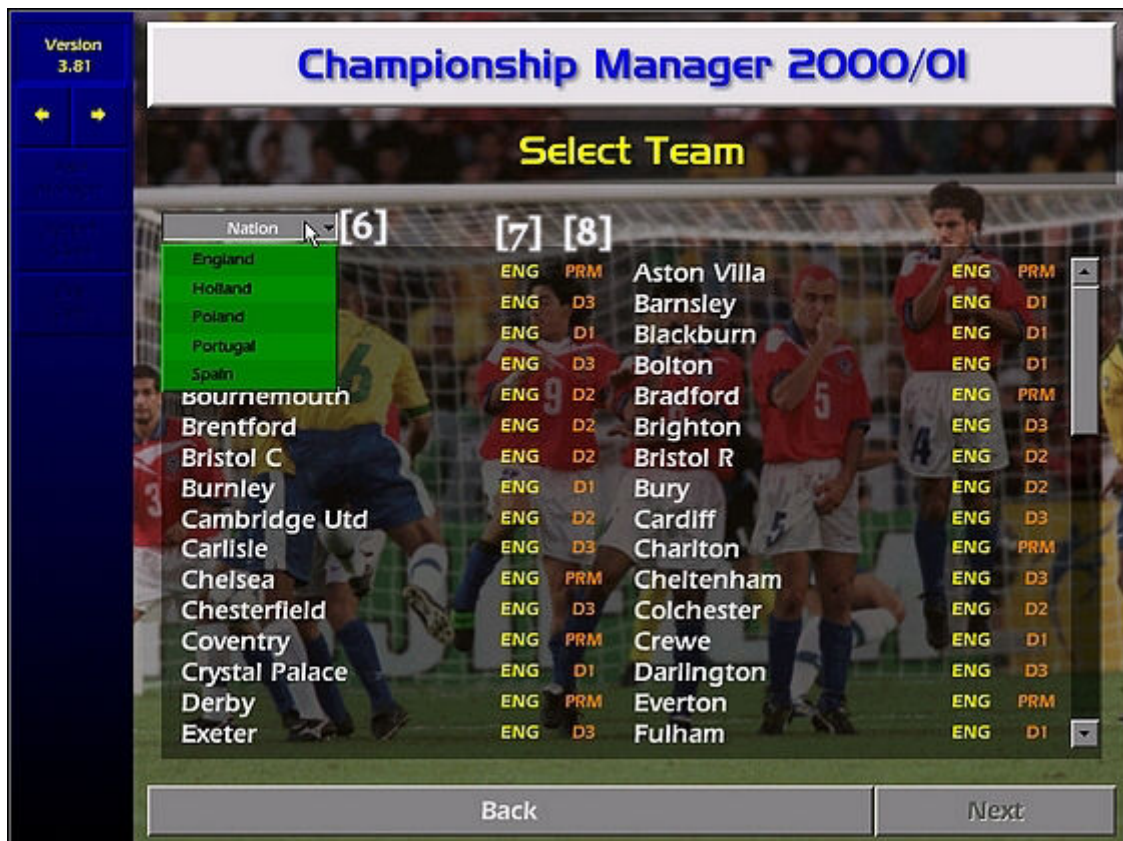 Version
3.81
Championship Manager 2000/01
Select Team
Nation [6] [7] [8]
England
Holland
Poland
Portugal
Spain
ENG PRM Aston Villa ENG PRM
ENG D3 Barnsley ENG D1
ENG D1 Blackburn ENG D1
ENG D3 Bolton ENG D1
Bournemouth ENG D2 Bradford ENG PRM
Brentford ENG D2 Brighton ENG D3
Bristol C ENG D2 Bristol R ENG D2
Burnley ENG D1 Bury ENG D2
Cambridge Utd ENG D2 Cardiff ENG D3
Carlisle ENG D3 Charlton ENG PRM
Chelsea ENG PRM Cheltenham ENG D3
Chesterfield ENG D3 Colchester ENG D2
Coventry ENG PRM Crewe ENG D1
Crystal Palace ENG D1 Darlington ENG D3
Derby ENG PRM Everton ENG PRM
Exeter ENG D3 Fulham ENG D1
Back
Next